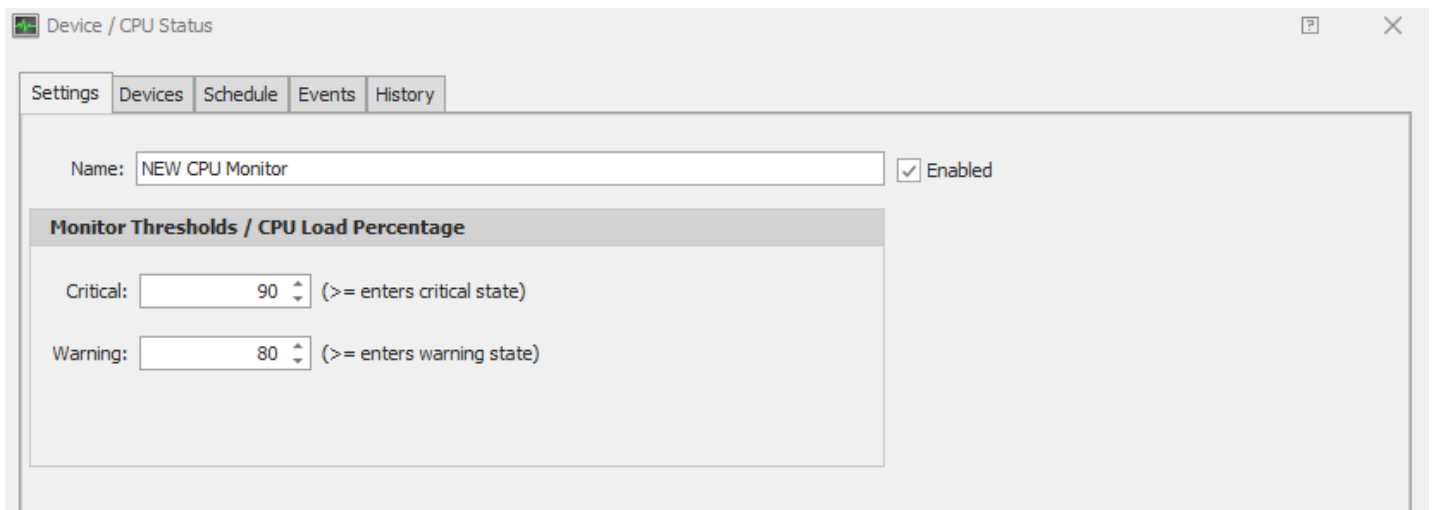 Device / CPU Status
Settings Devices Schedule Events History
Name: NEW CPU Monitor Enabled
Monitor Thresholds / CPU Load Percentage
Critical: 90 (>= enters critical state)
Warning: 80 (>= enters warning state)